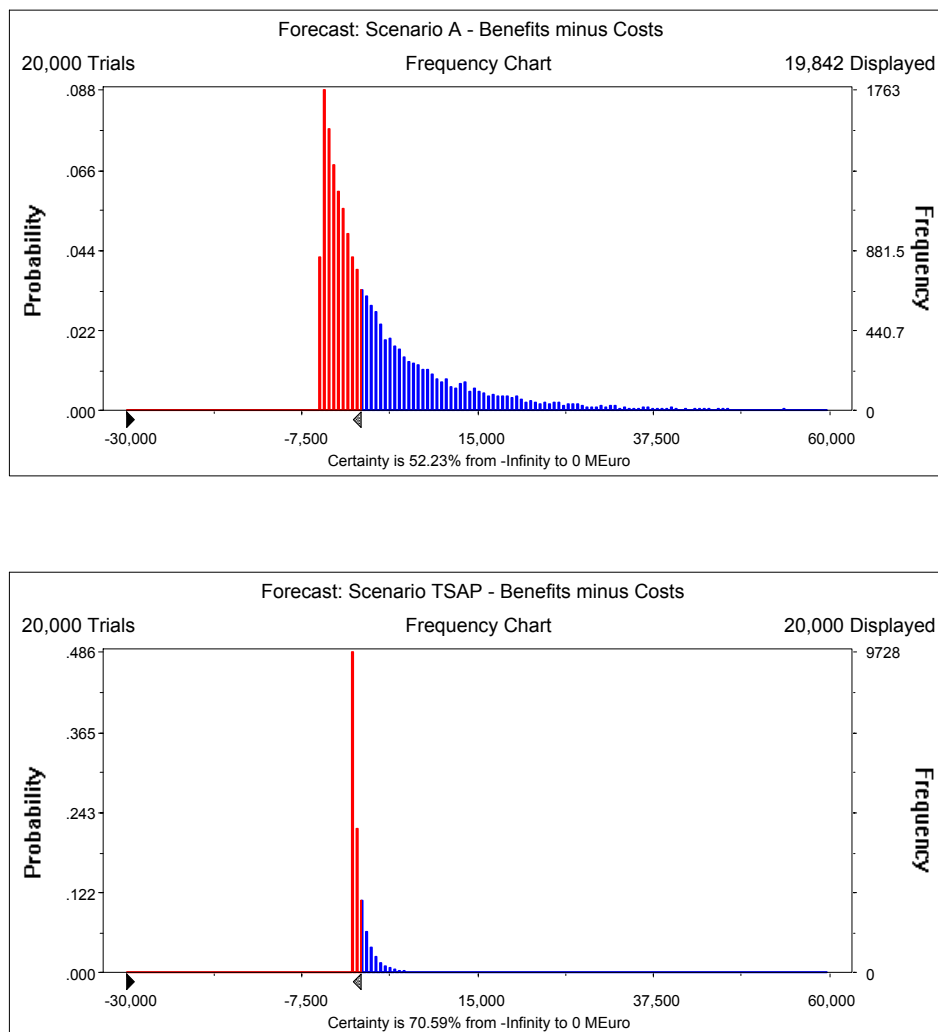 Forecast: Scenario A - Benefits minus Costs
20,000 Trials Frequency Chart 19,842 Displayed
Probability
Frequency
.088
.066
.044
.022
.000
1763
881.5
440.7
0
-30,000 -7,500 15,000 37,500 60,000
Certainty is 52.23% from -Infinity to 0 MEuro
Forecast: Scenario TSAP - Benefits minus Costs
20,000 Trials Frequency Chart 20,000 Displayed
Probability
Frequency
.486
.365
.243
.122
.000
9728
0
-30,000 -7,500 15,000 37,500 60,000
Certainty is 70.59% from -Infinity to 0 MEuro